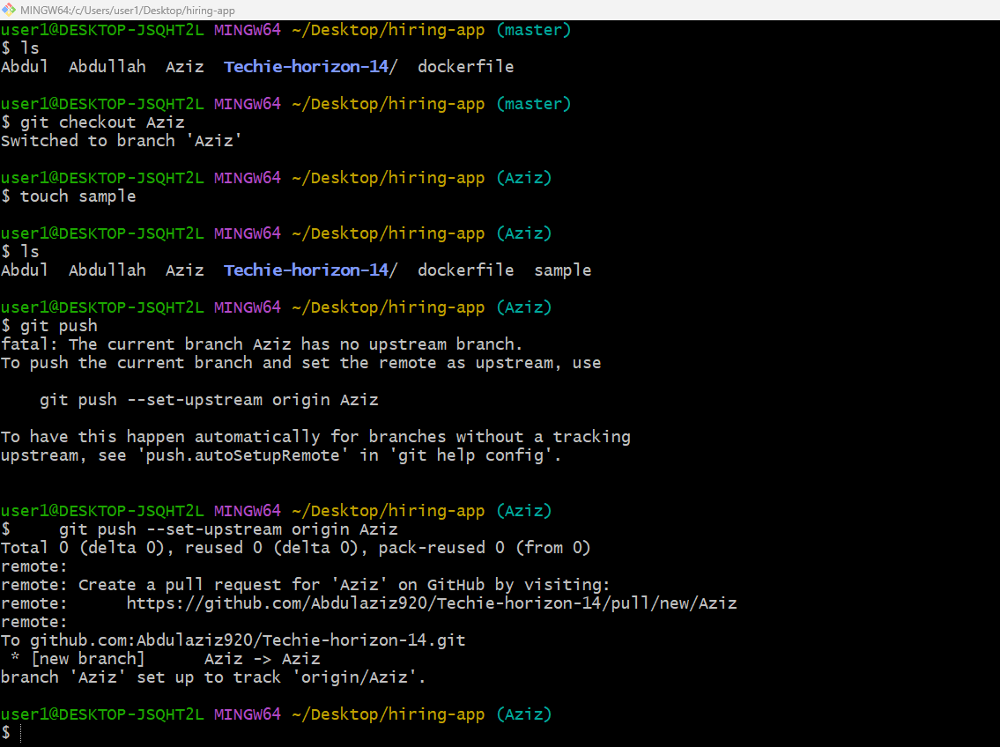 MINGW64:/c/Users/user1/Desktop/hiring-app
user1@DESKTOP-JSQHT2L MINGW64 ~/Desktop/hiring-app (master)
$ ls
Abdul  Abdullah  Aziz  Techie-horizon-14/  dockerfile
user1@DESKTOP-JSQHT2L MINGW64 ~/Desktop/hiring-app (master)
$ git checkout Aziz
Switched to branch 'Aziz'
user1@DESKTOP-JSQHT2L MINGW64 ~/Desktop/hiring-app (Aziz)
$ touch sample
user1@DESKTOP-JSQHT2L MINGW64 ~/Desktop/hiring-app (Aziz)
$ ls
Abdul  Abdullah  Aziz  Techie-horizon-14/  dockerfile  sample
user1@DESKTOP-JSQHT2L MINGW64 ~/Desktop/hiring-app (Aziz)
$ git push
fatal: The current branch Aziz has no upstream branch.
To push the current branch and set the remote as upstream, use
    git push --set-upstream origin Aziz
To have this happen automatically for branches without a tracking
upstream, see 'push.autoSetupRemote' in 'git help config'.
user1@DESKTOP-JSQHT2L MINGW64 ~/Desktop/hiring-app (Aziz)
$     git push --set-upstream origin Aziz
Total 0 (delta 0), reused 0 (delta 0), pack-reused 0 (from 0)
remote:
remote: Create a pull request for 'Aziz' on GitHub by visiting:
remote:      https://github.com/Abdulaziz920/Techie-horizon-14/pull/new/Aziz
remote:
To github.com:Abdulaziz920/Techie-horizon-14.git
 * [new branch]      Aziz -> Aziz
branch 'Aziz' set up to track 'origin/Aziz'.
user1@DESKTOP-JSQHT2L MINGW64 ~/Desktop/hiring-app (Aziz)
$